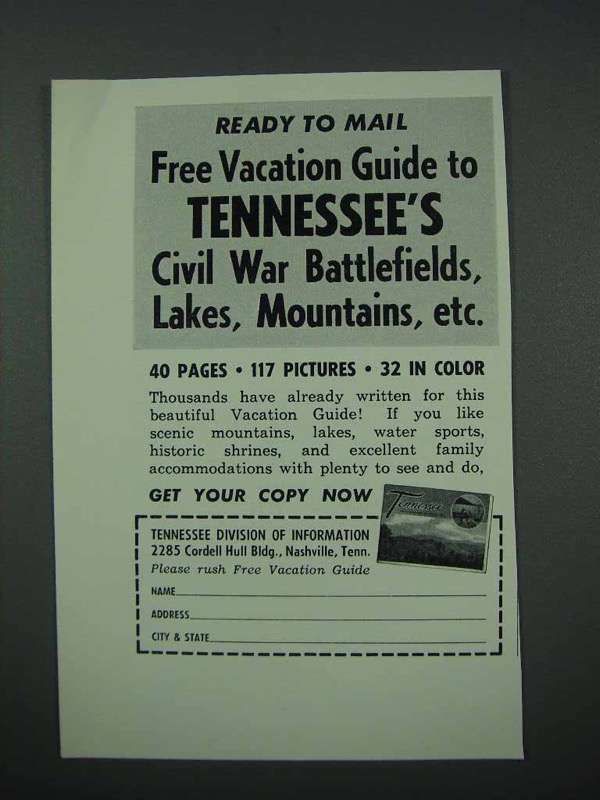 READY TO MAIL
Free Vacation Guide to
TENNESSEE'S
Civil War Battlefields,
Lakes, Mountains, etc.
40 PAGES • 117 PICTURES • 32 IN COLOR
Thousands have already written for this
beautiful Vacation Guide! If you like
scenic mountains, lakes, water sports,
historic shrines, and excellent family
accommodations with plenty to see and do,
GET YOUR COPY NOW
Tennessee
TENNESSEE DIVISION OF INFORMATION
2285 Cordell Hull Bldg., Nashville, Tenn.
Please rush Free Vacation Guide
NAME
ADDRESS
CITY & STATE